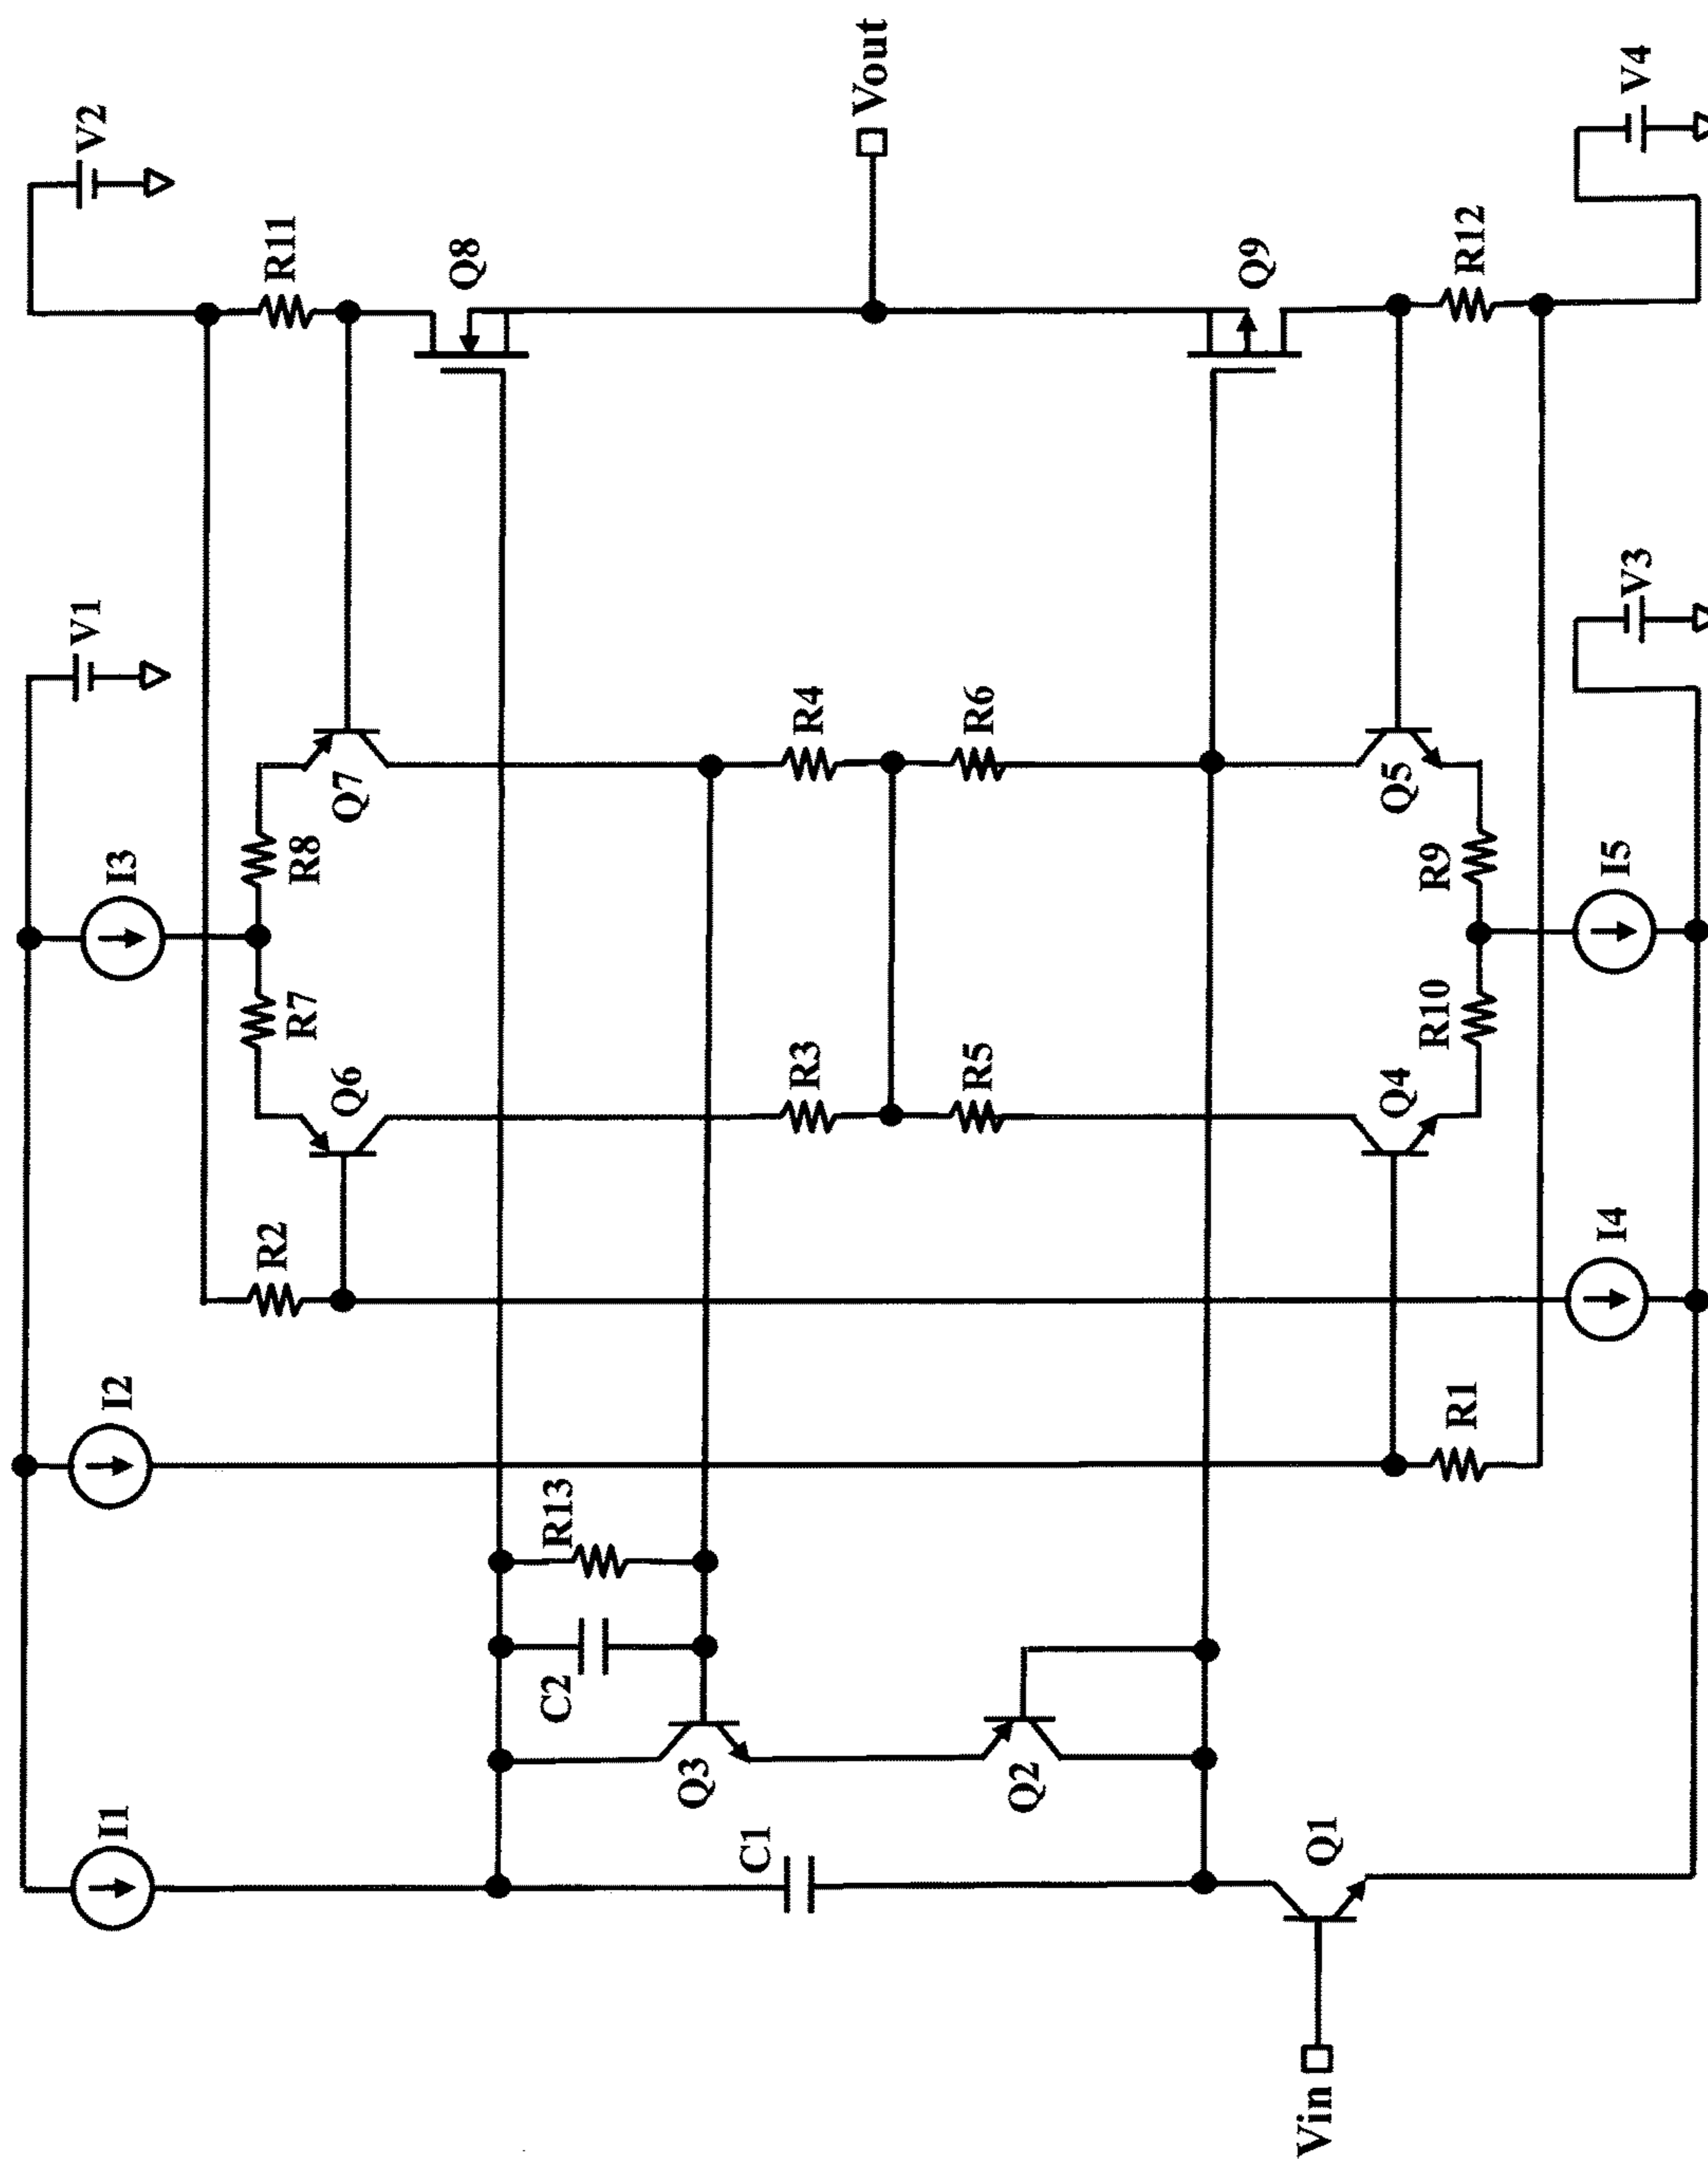 V1
V2
I1
I2
I3
R2
R7
R8
R11
Q6
Q7
Q8
R13
C2
Q3
C1
Q2
R3
R4
R5
R6
Vout
Q1
Vin
Q4
Q5
Q9
R1
R10
R9
R12
I4
I5
V3
V4